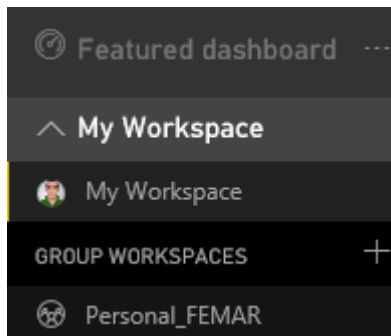 Featured dashboard ...
My Workspace
My Workspace
GROUP WORKSPACES +
Personal_FEMAR